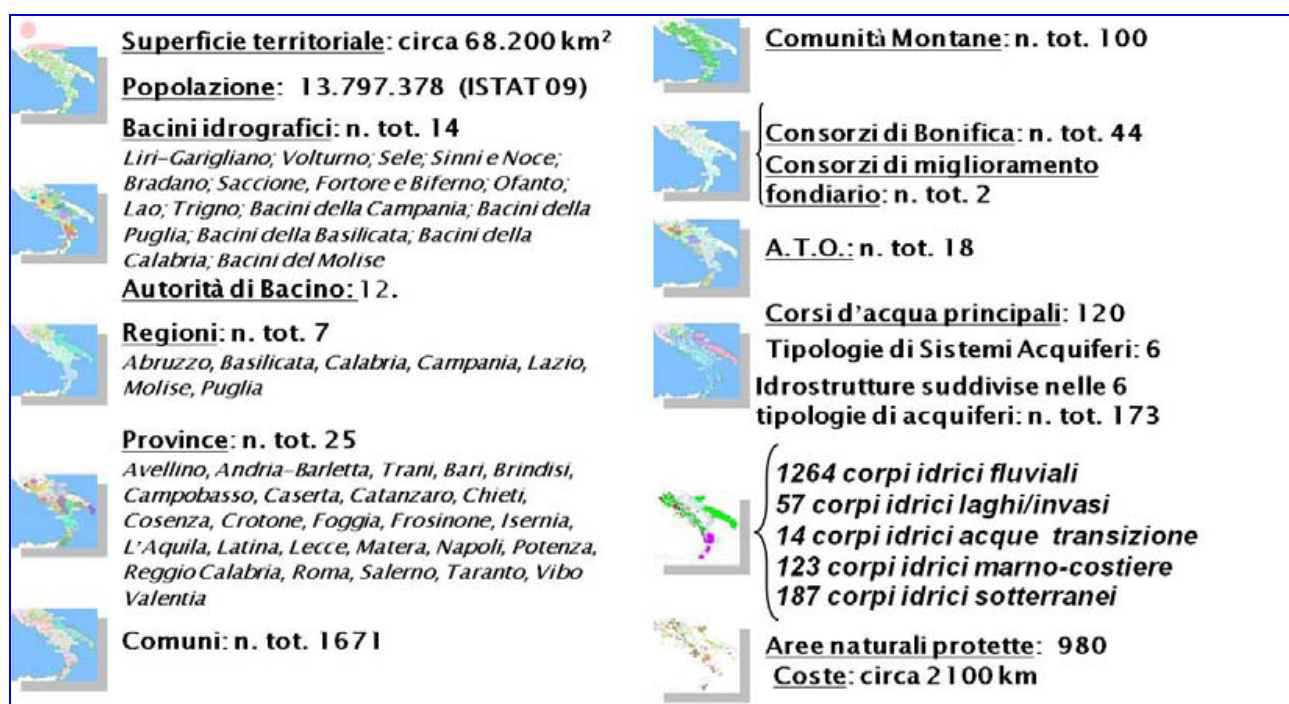 Superficie territoriale: circa 68.200 km²
Popolazione: 13.797.378 (ISTAT 09)
Bacini idrografici: n. tot. 14
Liri-Garigliano; Volturno; Sele; Sinni e Noce;
Bradano; Saccione, Fortore e Biferno; Ofanto;
Lao; Trigno; Bacini della Campania; Bacini della
Puglia; Bacini della Basilicata; Bacini della
Calabria; Bacini del Molise
Autorità di Bacino: 12.
Regioni: n. tot. 7
Abruzzo, Basilicata, Calabria, Campania, Lazio,
Molise, Puglia
Province: n. tot. 25
Avellino, Andria-Barletta, Trani, Bari, Brindisi,
Campobasso, Caserta, Catanzaro, Chieti,
Cosenza, Crotone, Foggia, Frosinone, Isernia,
L'Aquila, Latina, Lecce, Matera, Napoli, Potenza,
Reggio Calabria, Roma, Salerno, Taranto, Vibo
Valentia
Comuni: n. tot. 1671
Comunità Montane: n. tot. 100
Consorzi di Bonifica: n. tot. 44
Consorzi di miglioramento
fondiario: n. tot. 2
A.T.O.: n. tot. 18
Corsi d'acqua principali: 120
Tipologie di Sistemi Acquiferi: 6
Idrostrutture suddivise nelle 6
tipologie di acquiferi: n. tot. 173
1264 corpi idrici fluviali
57 corpi idrici laghi/invasi
14 corpi idrici acque transizione
123 corpi idrici marno-costiere
187 corpi idrici sotterranei
Aree naturali protette: 980
Coste: circa 2100 km